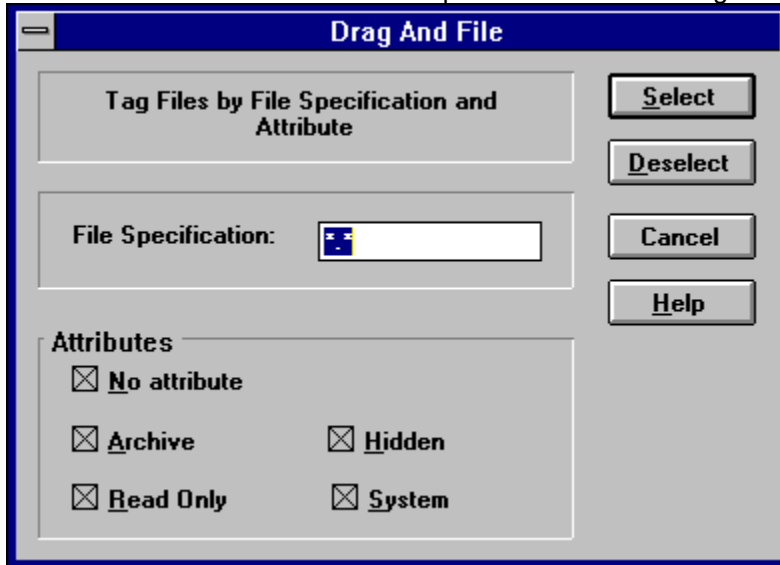 Drag And File
Tag Files by File Specification and
Attribute
Select
Deselect
File Specification: *.*
Cancel
Help
Attributes
No attribute
Archive
Hidden
Read Only
System